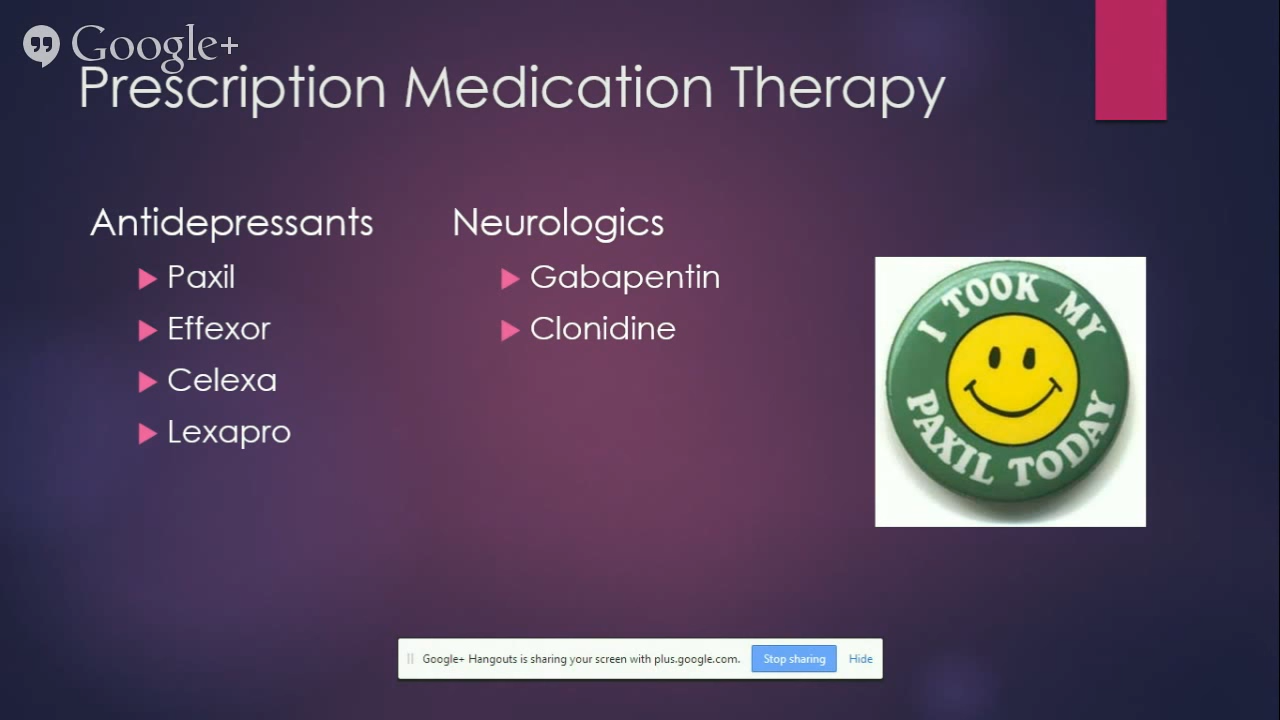 Google+
Prescription Medication Therapy
Antidepressants
Paxil
Effexor
Celexa
Lexapro
Neurologics
Gabapentin
Clonidine
I TOOK MY
PAXIL TODAY
Google+ Hangouts is sharing your screen with plus.google.com. Stop sharing Hide